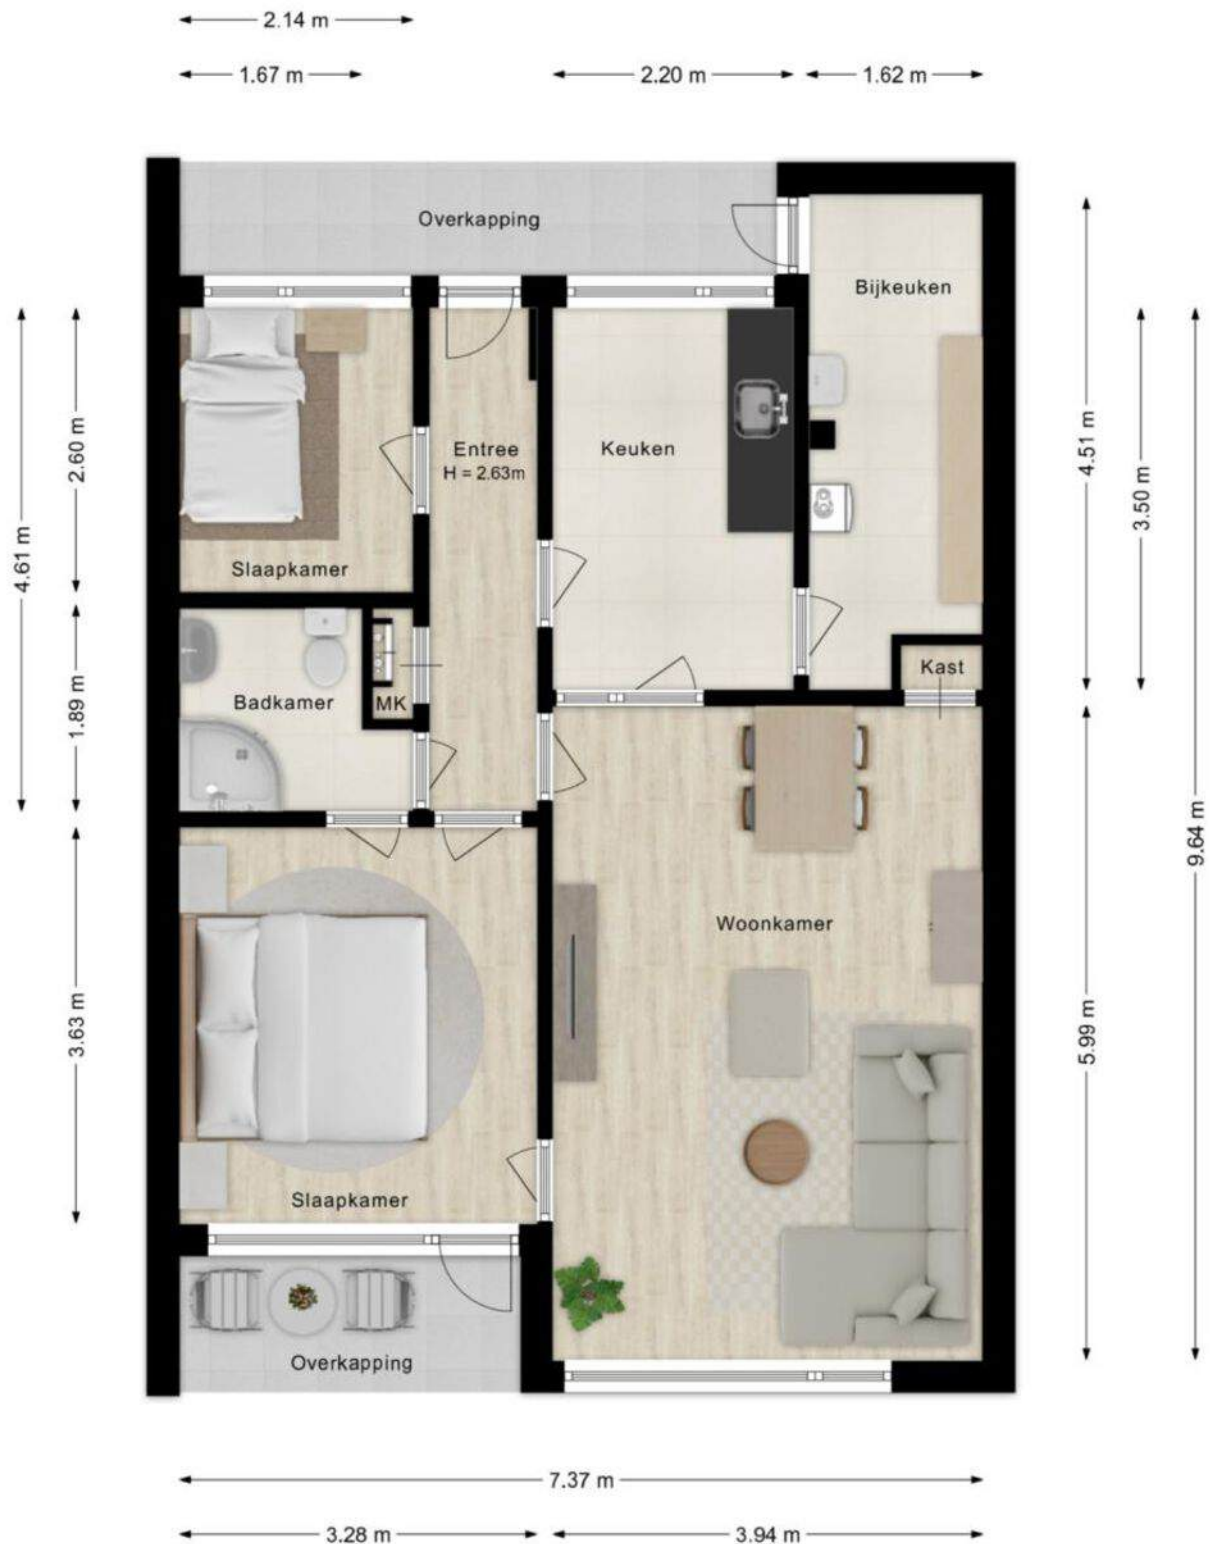 2.14 m
1.67 m
2.20 m
1.62 m
Overkapping
Bijkeuken
2.60 m
4.61 m
Entree
H = 2.63m
Keuken
4.51 m
3.50 m
Slaapkamer
1.89 m
Badkamer
MK
Kast
9.64 m
Woonkamer
3.63 m
5.99 m
Slaapkamer
Overkapping
7.37 m
3.28 m
3.94 m